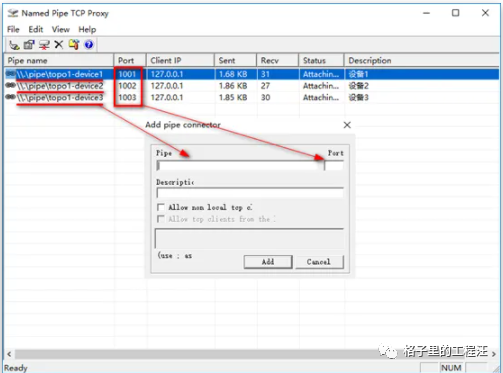 Named Pipe TCP Proxy
File Edit View Help
Pipe name Port Client IP Sent Recv Status Description
\\.\pipe\topo1-device1 1001 127.0.0.1 1.68 KB 31 Attachin... 设备1
\\.\pipe\topo1-device2 1002 127.0.0.1 1.86 KB 27 Attachin... 设备2
\\.\pipe\topo1-device3 1003 127.0.0.1 1.85 KB 30 Attachin... 设备3
Add pipe connector
Pipe Port
Descriptic
Allow non local tcp c
Allow tcp clients from the
(use ; as
Add Cancel
格子里的工程汪
Ready NUM